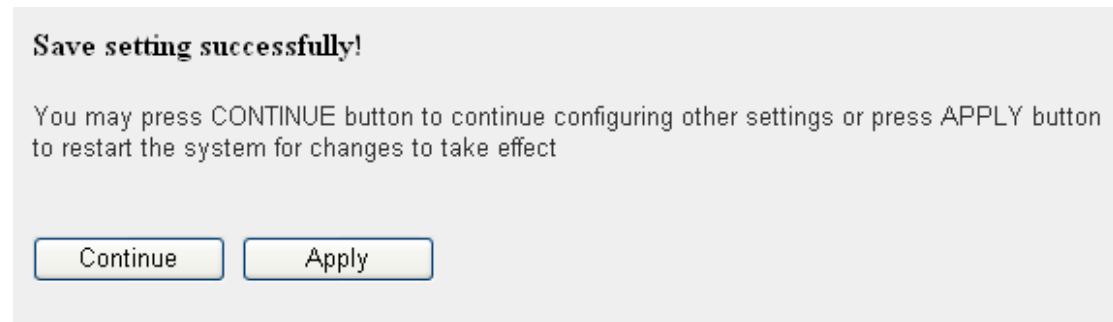 Save setting successfully!
You may press CONTINUE button to continue configuring other settings or press APPLY button
to restart the system for changes to take effect
Continue
Apply